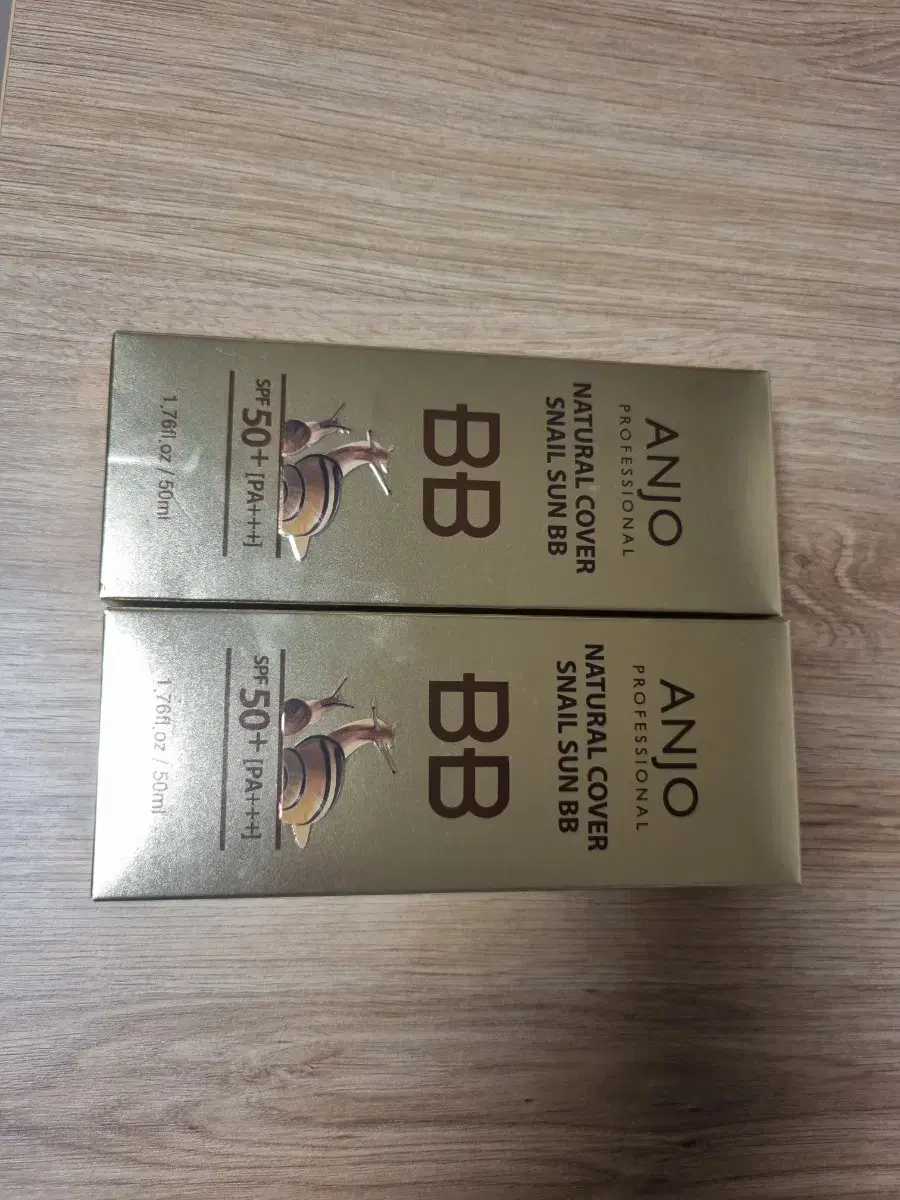 ANJO
PROFESSIONAL
NATURAL COVER
SNAIL SUN BB
BB
SPF 50+ [PA+++]
1.76fl.oz / 50ml
ANJO
PROFESSIONAL
NATURAL COVER
SNAIL SUN BB
BB
SPF 50+ [PA+++]
1.76fl.oz / 50ml